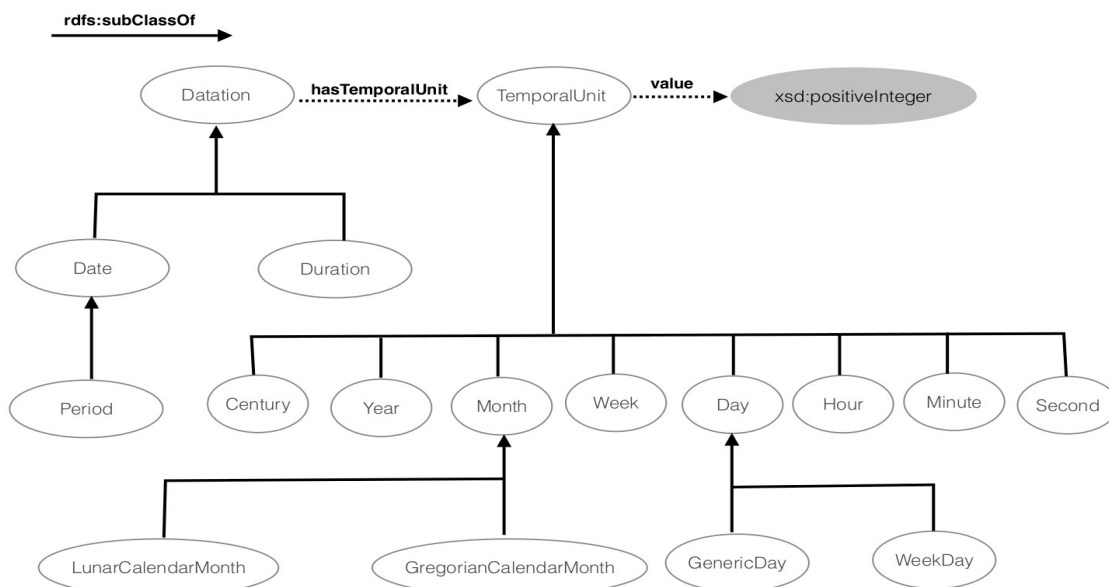 rdfs:subClassOf
Datation
hasTemporalUnit
TemporalUnit
value
xsd:positiveInteger
Date
Duration
Period
Century
Year
Month
Week
Day
Hour
Minute
Second
LunarCalendarMonth
GregorianCalendarMonth
GenericDay
WeekDay